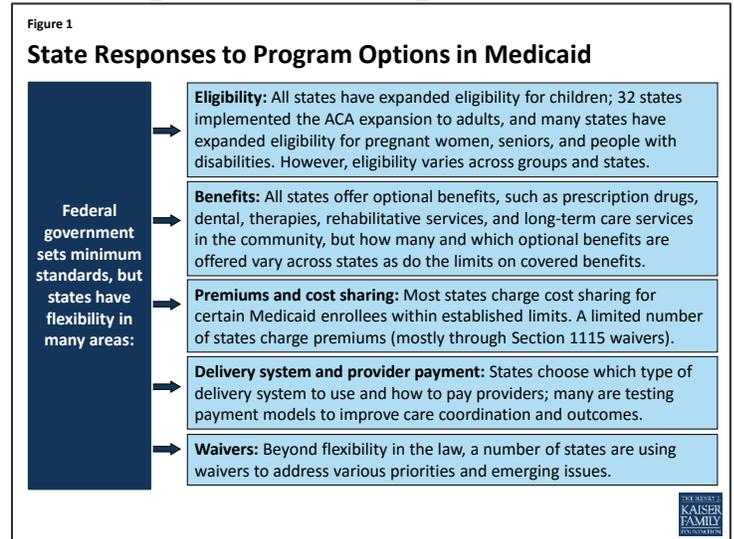 Figure 1
State Responses to Program Options in Medicaid
Federal
government
sets minimum
standards, but
states have
flexibility in
many areas:
Eligibility: All states have expanded eligibility for children; 32 states
implemented the ACA expansion to adults, and many states have
expanded eligibility for pregnant women, seniors, and people with
disabilities. However, eligibility varies across groups and states.
Benefits: All states offer optional benefits, such as prescription drugs,
dental, therapies, rehabilitative services, and long-term care services
in the community, but how many and which optional benefits are
offered vary across states as do the limits on covered benefits.
Premiums and cost sharing: Most states charge cost sharing for
certain Medicaid enrollees within established limits. A limited number
of states charge premiums (mostly through Section 1115 waivers).
Delivery system and provider payment: States choose which type of
delivery system to use and how to pay providers; many are testing
payment models to improve care coordination and outcomes.
Waivers: Beyond flexibility in the law, a number of states are using
waivers to address various priorities and emerging issues.
THE HENRY J.
KAISER
FAMILY
FOUNDATION